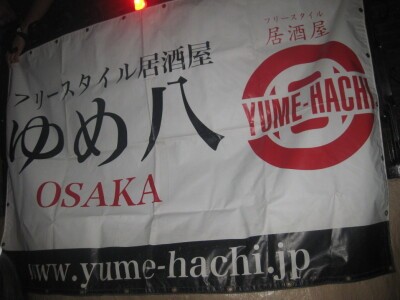 フリースタイル居酒屋
ゆめ八
OSAKA
フリースタイル
居酒屋
YUME-HACHI
www.yume-hachi.jp